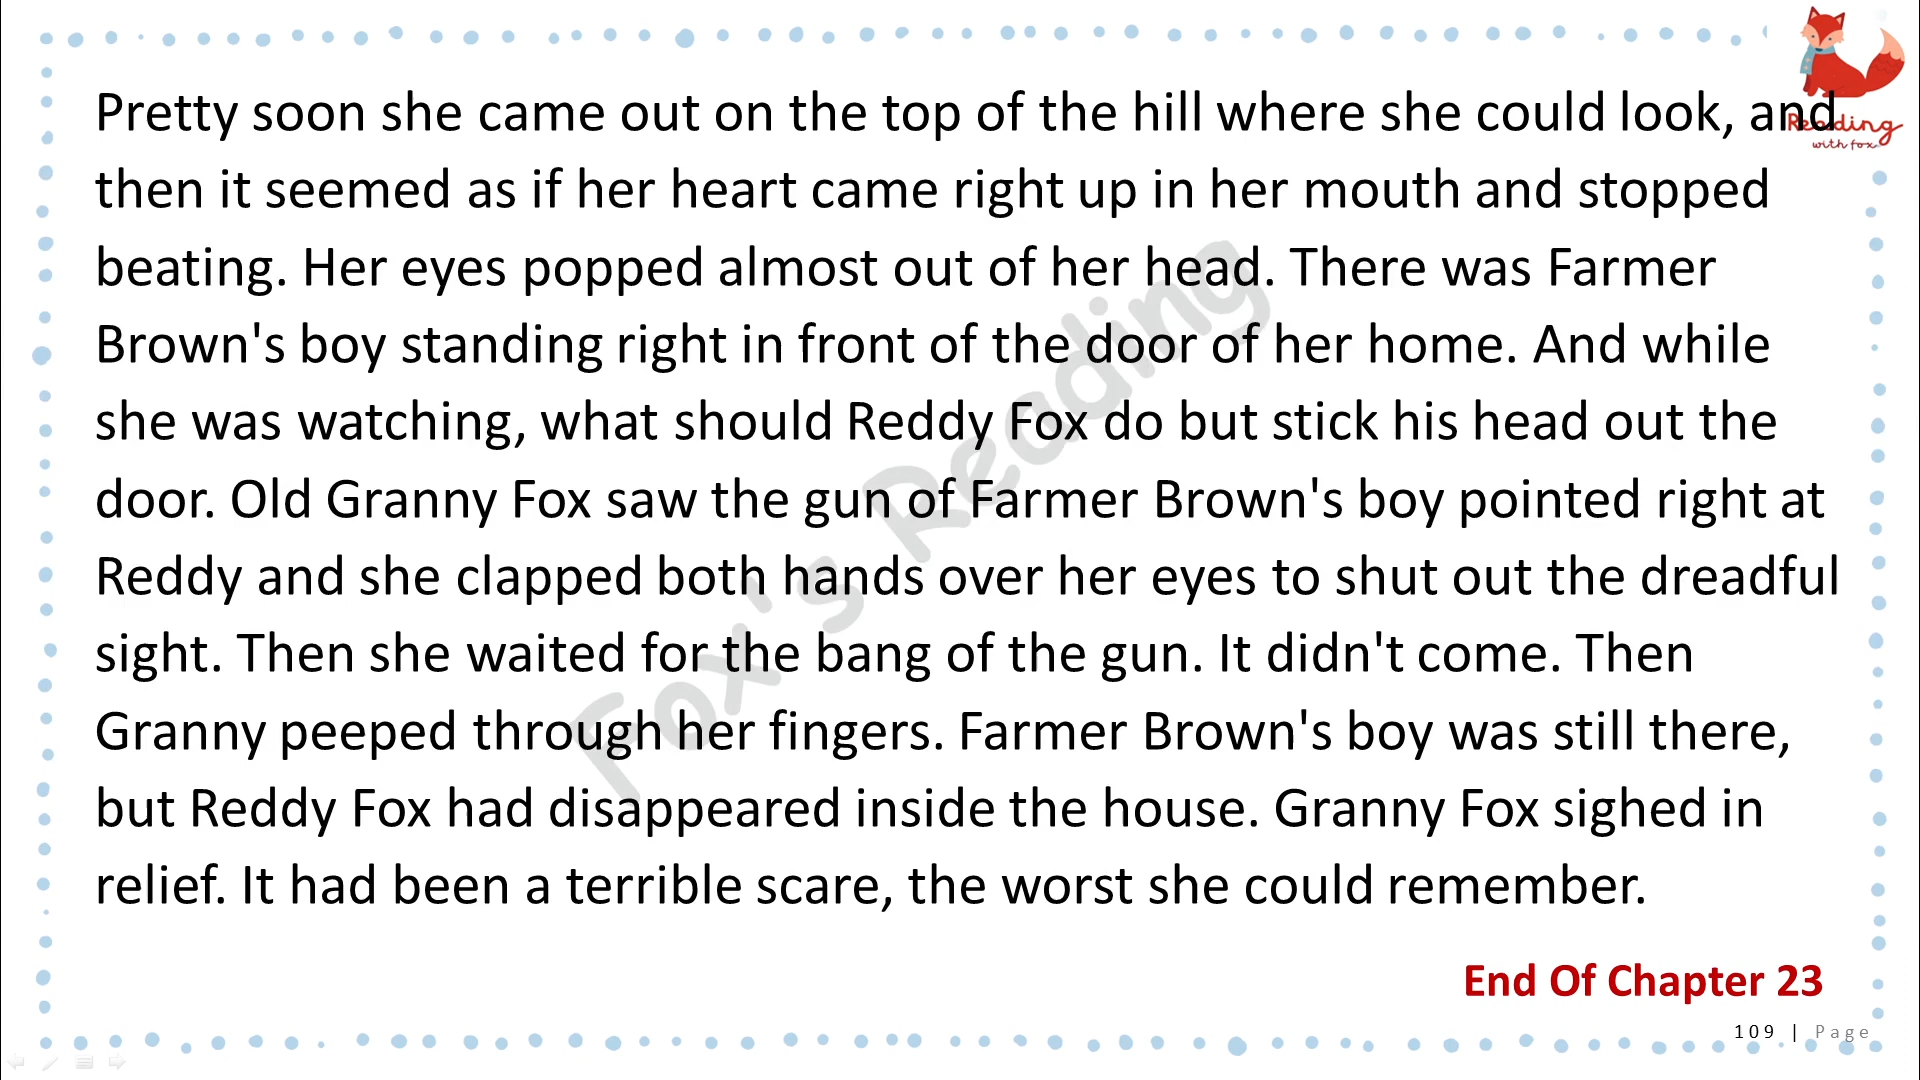 Pretty soon she came out on the top of the hill where she could look, and
then it seemed as if her heart came right up in her mouth and stopped
beating. Her eyes popped almost out of her head. There was Farmer
Brown's boy standing right in front of the door of her home. And while
she was watching, what should Reddy Fox do but stick his head out the
door. Old Granny Fox saw the gun of Farmer Brown's boy pointed right at
Reddy and she clapped both hands over her eyes to shut out the dreadful
sight. Then she waited for the bang of the gun. It didn't come. Then
Granny peeped through her fingers. Farmer Brown's boy was still there,
but Reddy Fox had disappeared inside the house. Granny Fox sighed in
relief. It had been a terrible scare, the worst she could remember.
End Of Chapter 23
109 | Page
Reading
with fox
Fox's Reading